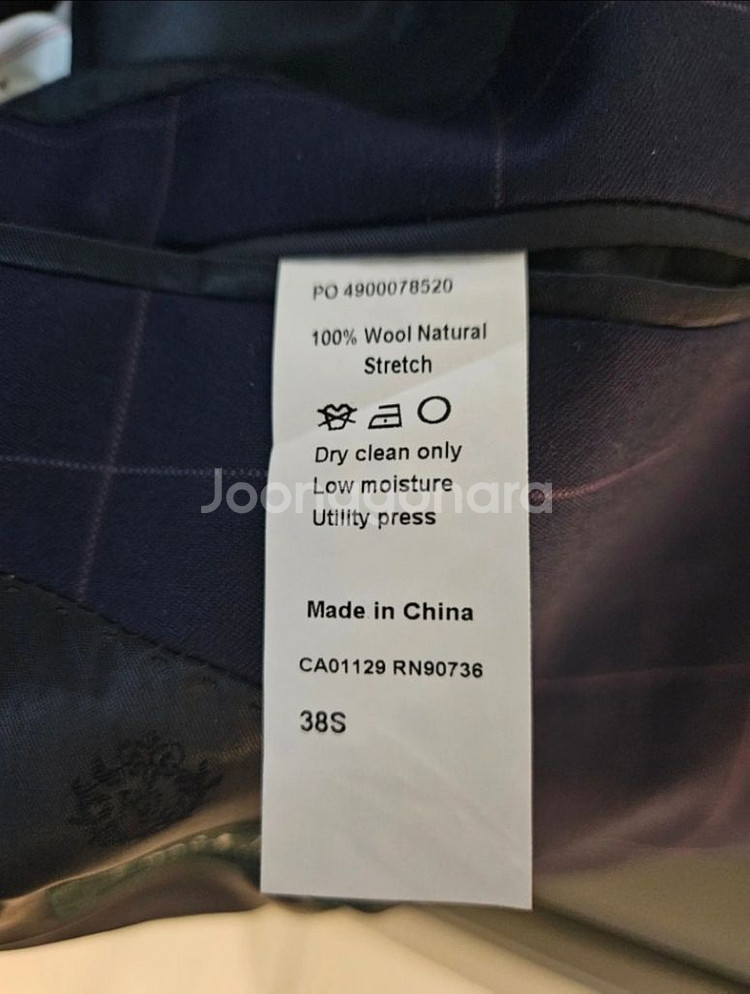 PO 4900078520
100% Wool Natural
Stretch
Dry clean only
Low moisture
Utility press
Joonggonara
Made in China
CA01129 RN90736
38S